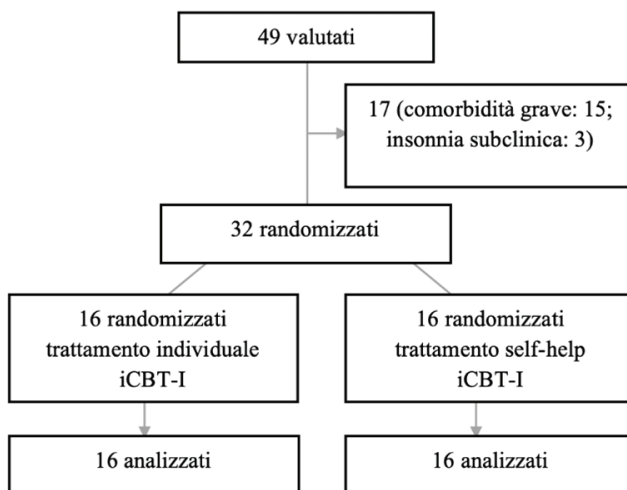 49 valutati
17 (comorbidità grave: 15;
insonnia subclinica: 3)
32 randomizzati
16 randomizzati
trattamento individuale
iCBT-I
16 randomizzati
trattamento self-help
iCBT-I
16 analizzati
16 analizzati